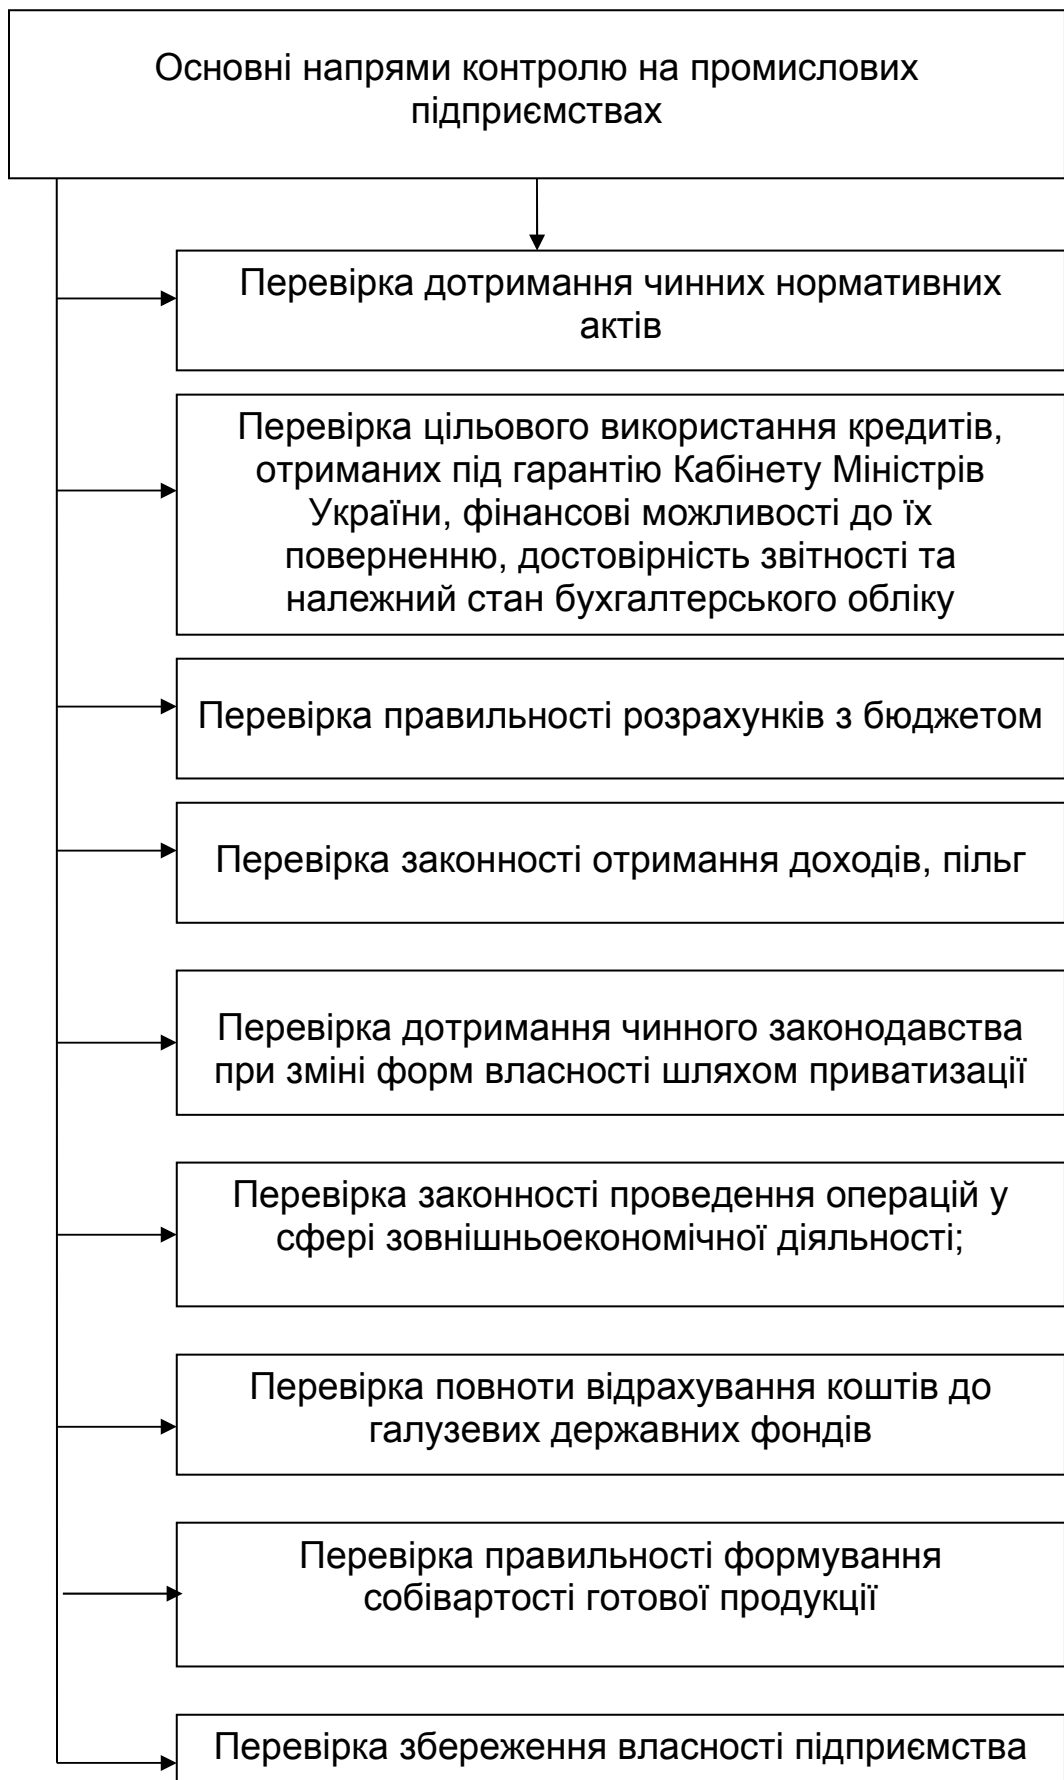 Основні напрями контролю на промислових
підприємствах
Перевірка дотримання чинних нормативних
актів
Перевірка цільового використання кредитів,
отриманих під гарантію Кабінету Міністрів
України, фінансові можливості до їх
поверненню, достовірність звітності та
належний стан бухгалтерського обліку
Перевірка правильності розрахунків з бюджетом
Перевірка законності отримання доходів, пільг
Перевірка дотримання чинного законодавства
при зміні форм власності шляхом приватизації
Перевірка законності проведення операцій у
сфері зовнішньоекономічної діяльності;
Перевірка повноти відрахування коштів до
галузевих державних фондів
Перевірка правильності формування
собівартості готової продукції
Перевірка збереження власності підприємства